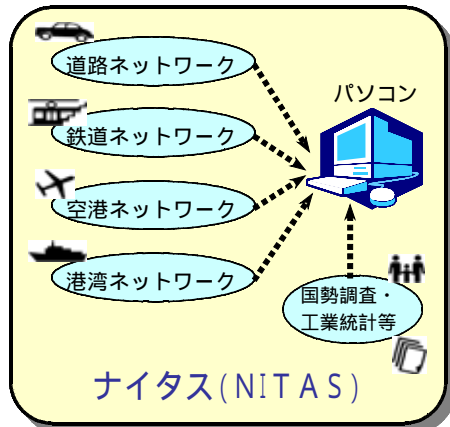 道路ネットワーク
パソコン
鉄道ネットワーク
空港ネットワーク
港湾ネットワーク
国勢調査・
工業統計等
ナイタス(NITAS)